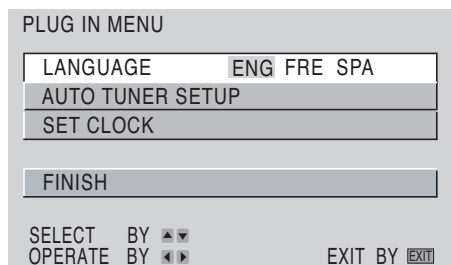 PLUG IN MENU
LANGUAGE ENG FRE SPA
AUTO TUNER SETUP
SET CLOCK
FINISH
SELECT BY ▲▼
OPERATE BY ◀▶ EXIT BY EXIT